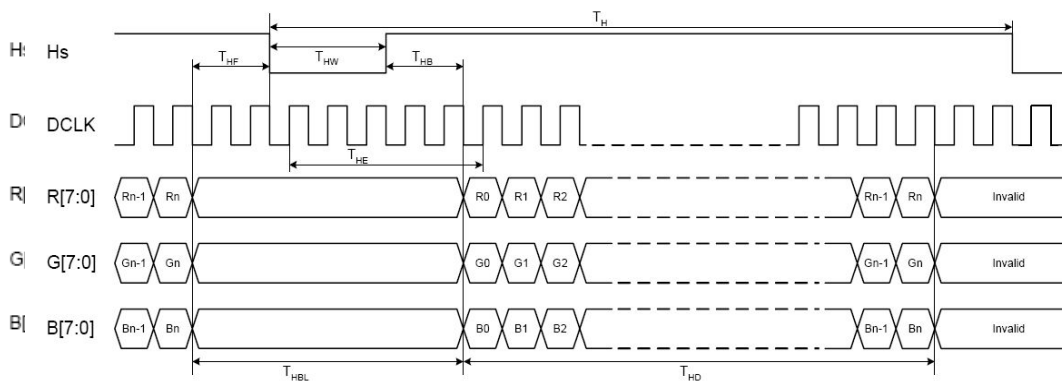 T_H
Hs Hs
T_HF T_HW T_HB
DCLK
T_HE
R[ R[7:0] Rn-1 Rn R0 R1 R2 Rn-1 Rn Invalid
G[ G[7:0] Gn-1 Gn G0 G1 G2 Gn-1 Gn Invalid
B[ B[7:0] Bn-1 Bn B0 B1 B2 Bn-1 Bn Invalid
T_HBL T_HD